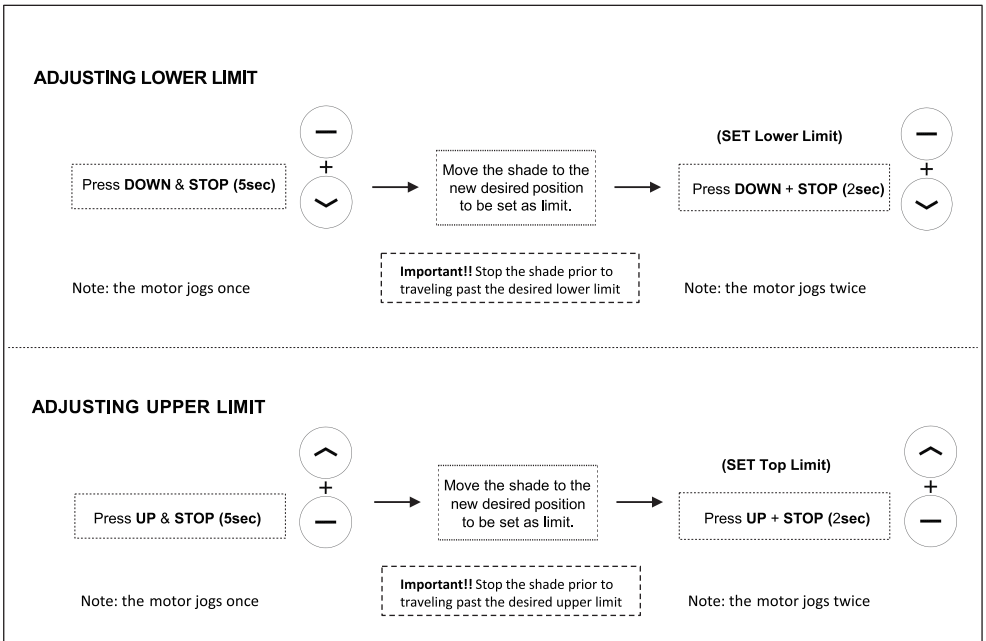 ADJUSTING LOWER LIMIT
Press DOWN & STOP (5sec)
+
Move the shade to the
new desired position
to be set as limit.
(SET Lower Limit)
Press DOWN + STOP (2sec)
+
Note: the motor jogs once
Important!! Stop the shade prior to
traveling past the desired lower limit
Note: the motor jogs twice
ADJUSTING UPPER LIMIT
Press UP & STOP (5sec)
+
Move the shade to the
new desired position
to be set as limit.
(SET Top Limit)
Press UP + STOP (2sec)
+
Note: the motor jogs once
Important!! Stop the shade prior to
traveling past the desired upper limit
Note: the motor jogs twice